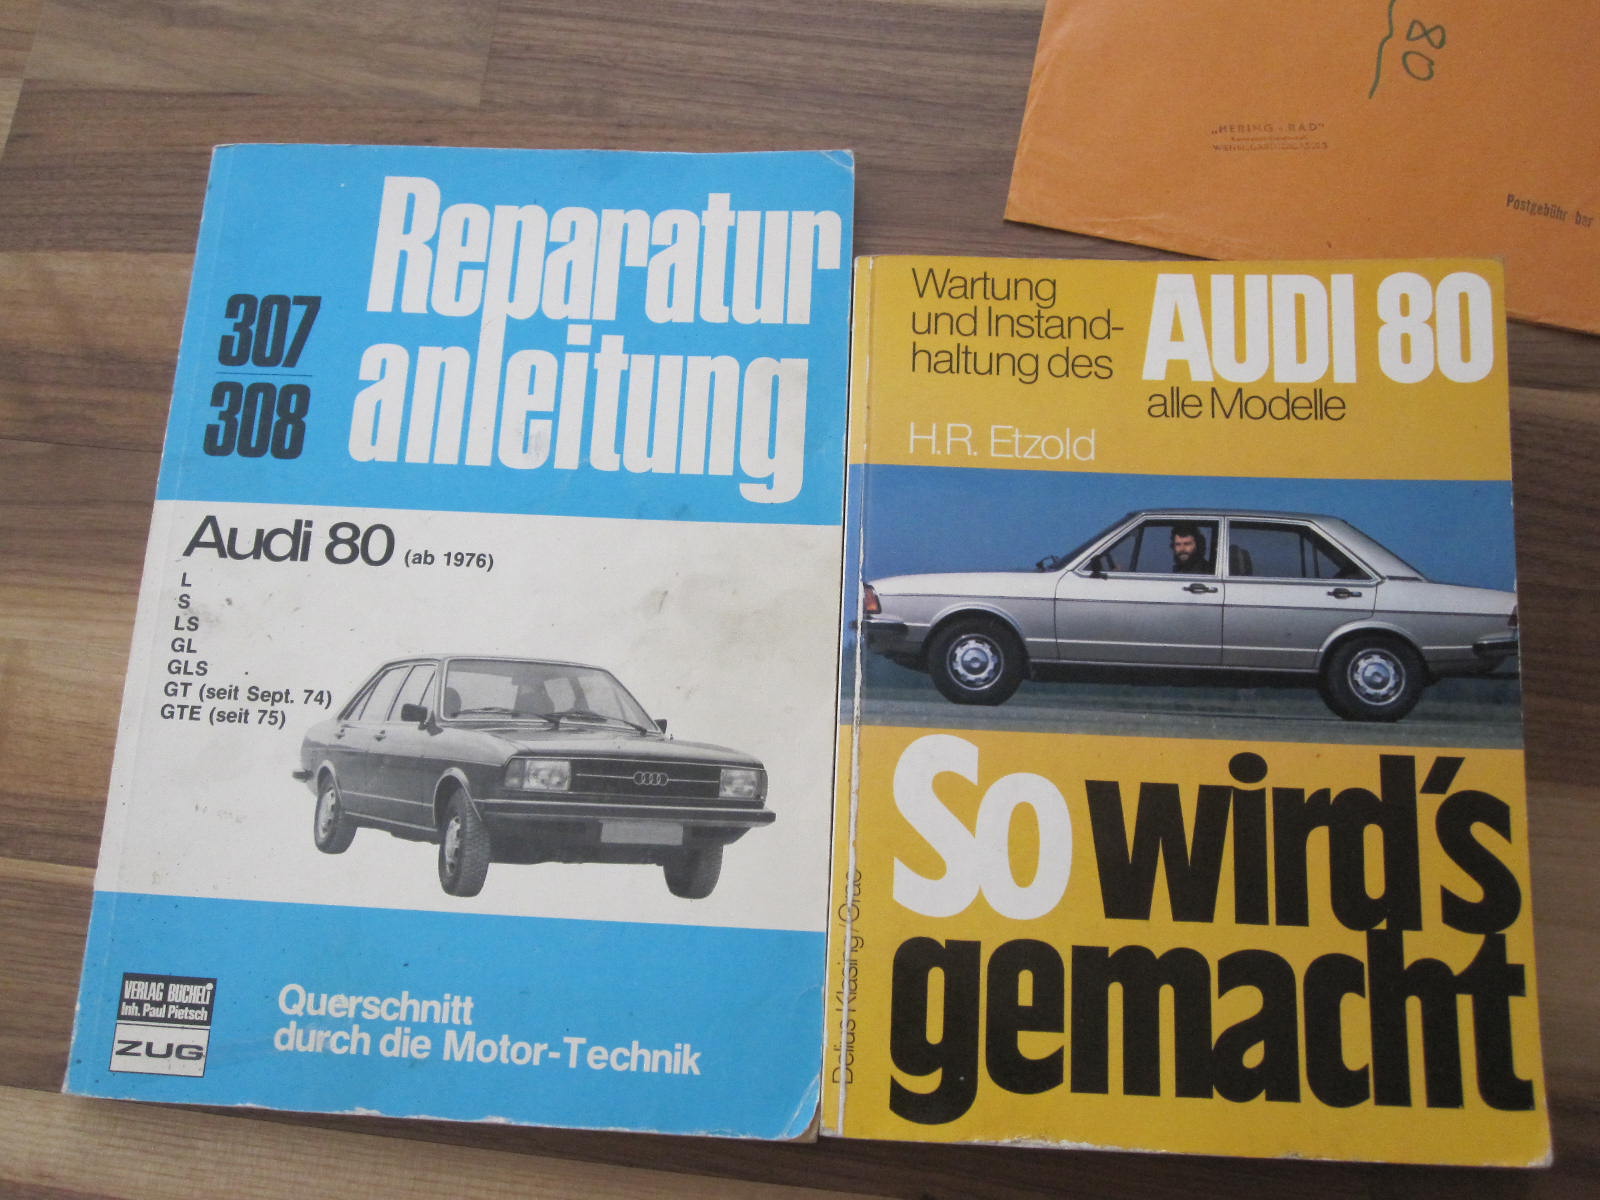 Reparatur
anleitung
307
308
Audi 80 (ab 1976)
L
S
LS
GL
GLS
GT (seit Sept. 74)
GTE (seit 75)
VERLAG BUCHELI
Inh. Paul Pietsch
ZUG
Querschnitt
durch die Motor-Technik
Wartung
und Instand-
haltung des
AUDI 80
alle Modelle
H.R. Etzold
So wird's
gemacht
Delius Klasing/
80
„HERING-RAD"
Postgebühr bar